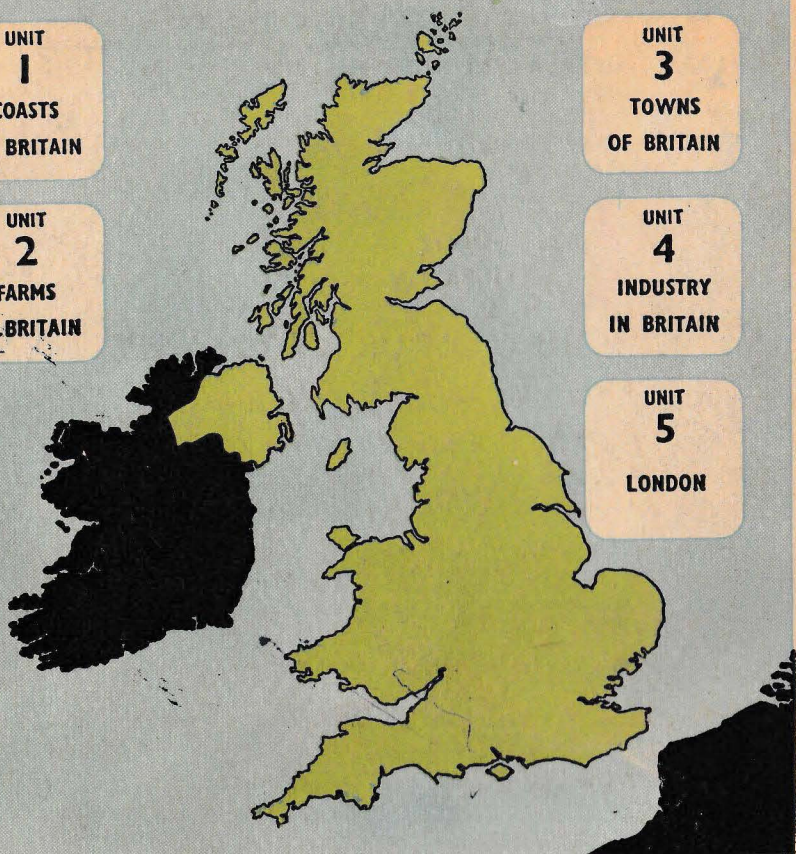 UNIT
1
COASTS
BRITAIN
UNIT
2
FARMS
BRITAIN
UNIT
3
TOWNS
OF BRITAIN
UNIT
4
INDUSTRY
IN BRITAIN
UNIT
5
LONDON